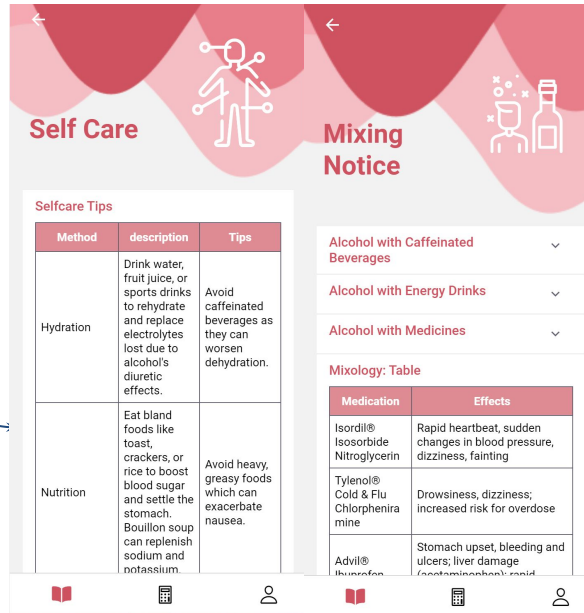 Self Care
Selfcare Tips
Method description Tips
Hydration
Drink water,
fruit juice, or
sports drinks
to rehydrate
and replace
electrolytes
lost due to
alcohol's
diuretic
effects.
Avoid
caffeinated
beverages as
they can
worsen
dehydration.
Nutrition
Eat bland
foods like
toast,
crackers, or
rice to boost
blood sugar
and settle the
stomach.
Bouillon soup
can replenish
sodium and
potassium.
Avoid heavy,
greasy foods
which can
exacerbate
nausea.
Mixing
Notice
Alcohol with Caffeinated
Beverages
Alcohol with Energy Drinks
Alcohol with Medicines
Mixology: Table
Medication Effects
Isordil®
Isosorbide
Nitroglycerin
Rapid heartbeat, sudden
changes in blood pressure,
dizziness, fainting
Tylenol®
Cold & Flu
Chlorphenira
mine
Drowsiness, dizziness;
increased risk for overdose
Advil®
Ibuprofen
Stomach upset, bleeding and
ulcers; liver damage
(acetaminophen); rapid